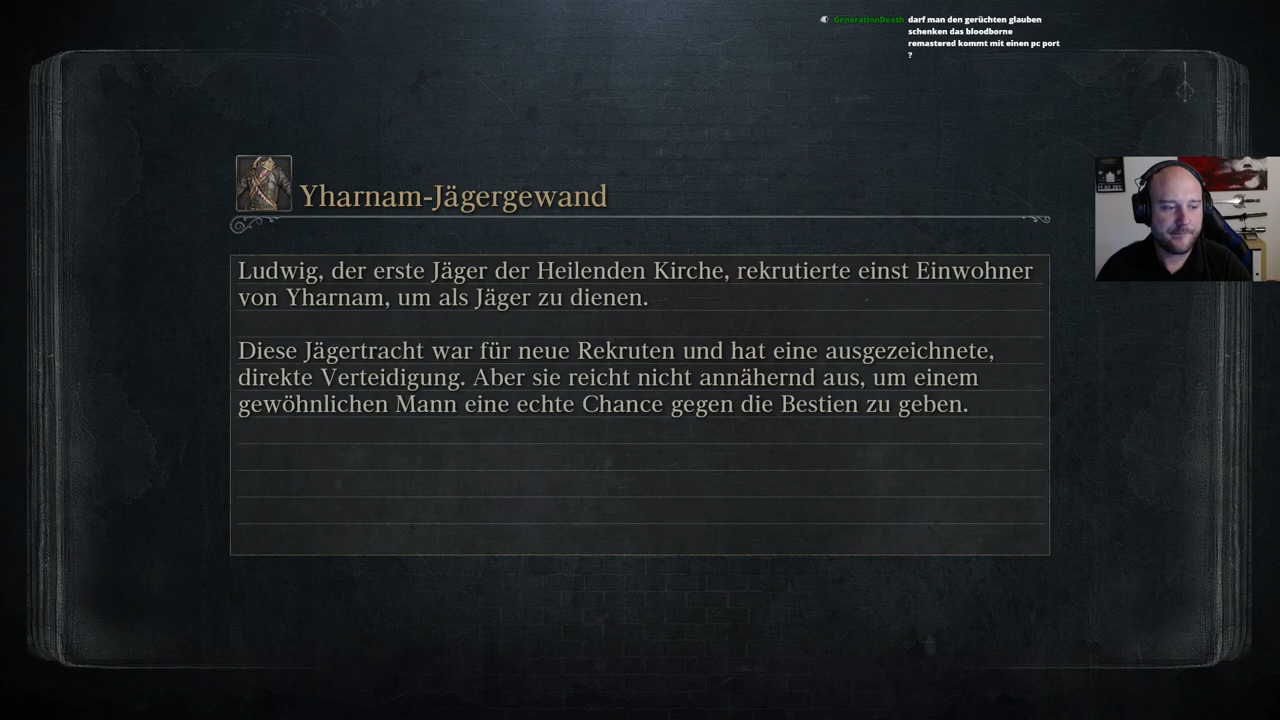 GenerationDeath darf man den gerüchten glauben
schenken das bloodborne
remastered kommt mit einen pc port
?
Yharnam-Jägergewand
Ludwig, der erste Jäger der Heilenden Kirche, rekrutierte einst Einwohner
von Yharnam, um als Jäger zu dienen.
Diese Jägertracht war für neue Rekruten und hat eine ausgezeichnete,
direkte Verteidigung. Aber sie reicht nicht annähernd aus, um einem
gewöhnlichen Mann eine echte Chance gegen die Bestien zu geben.